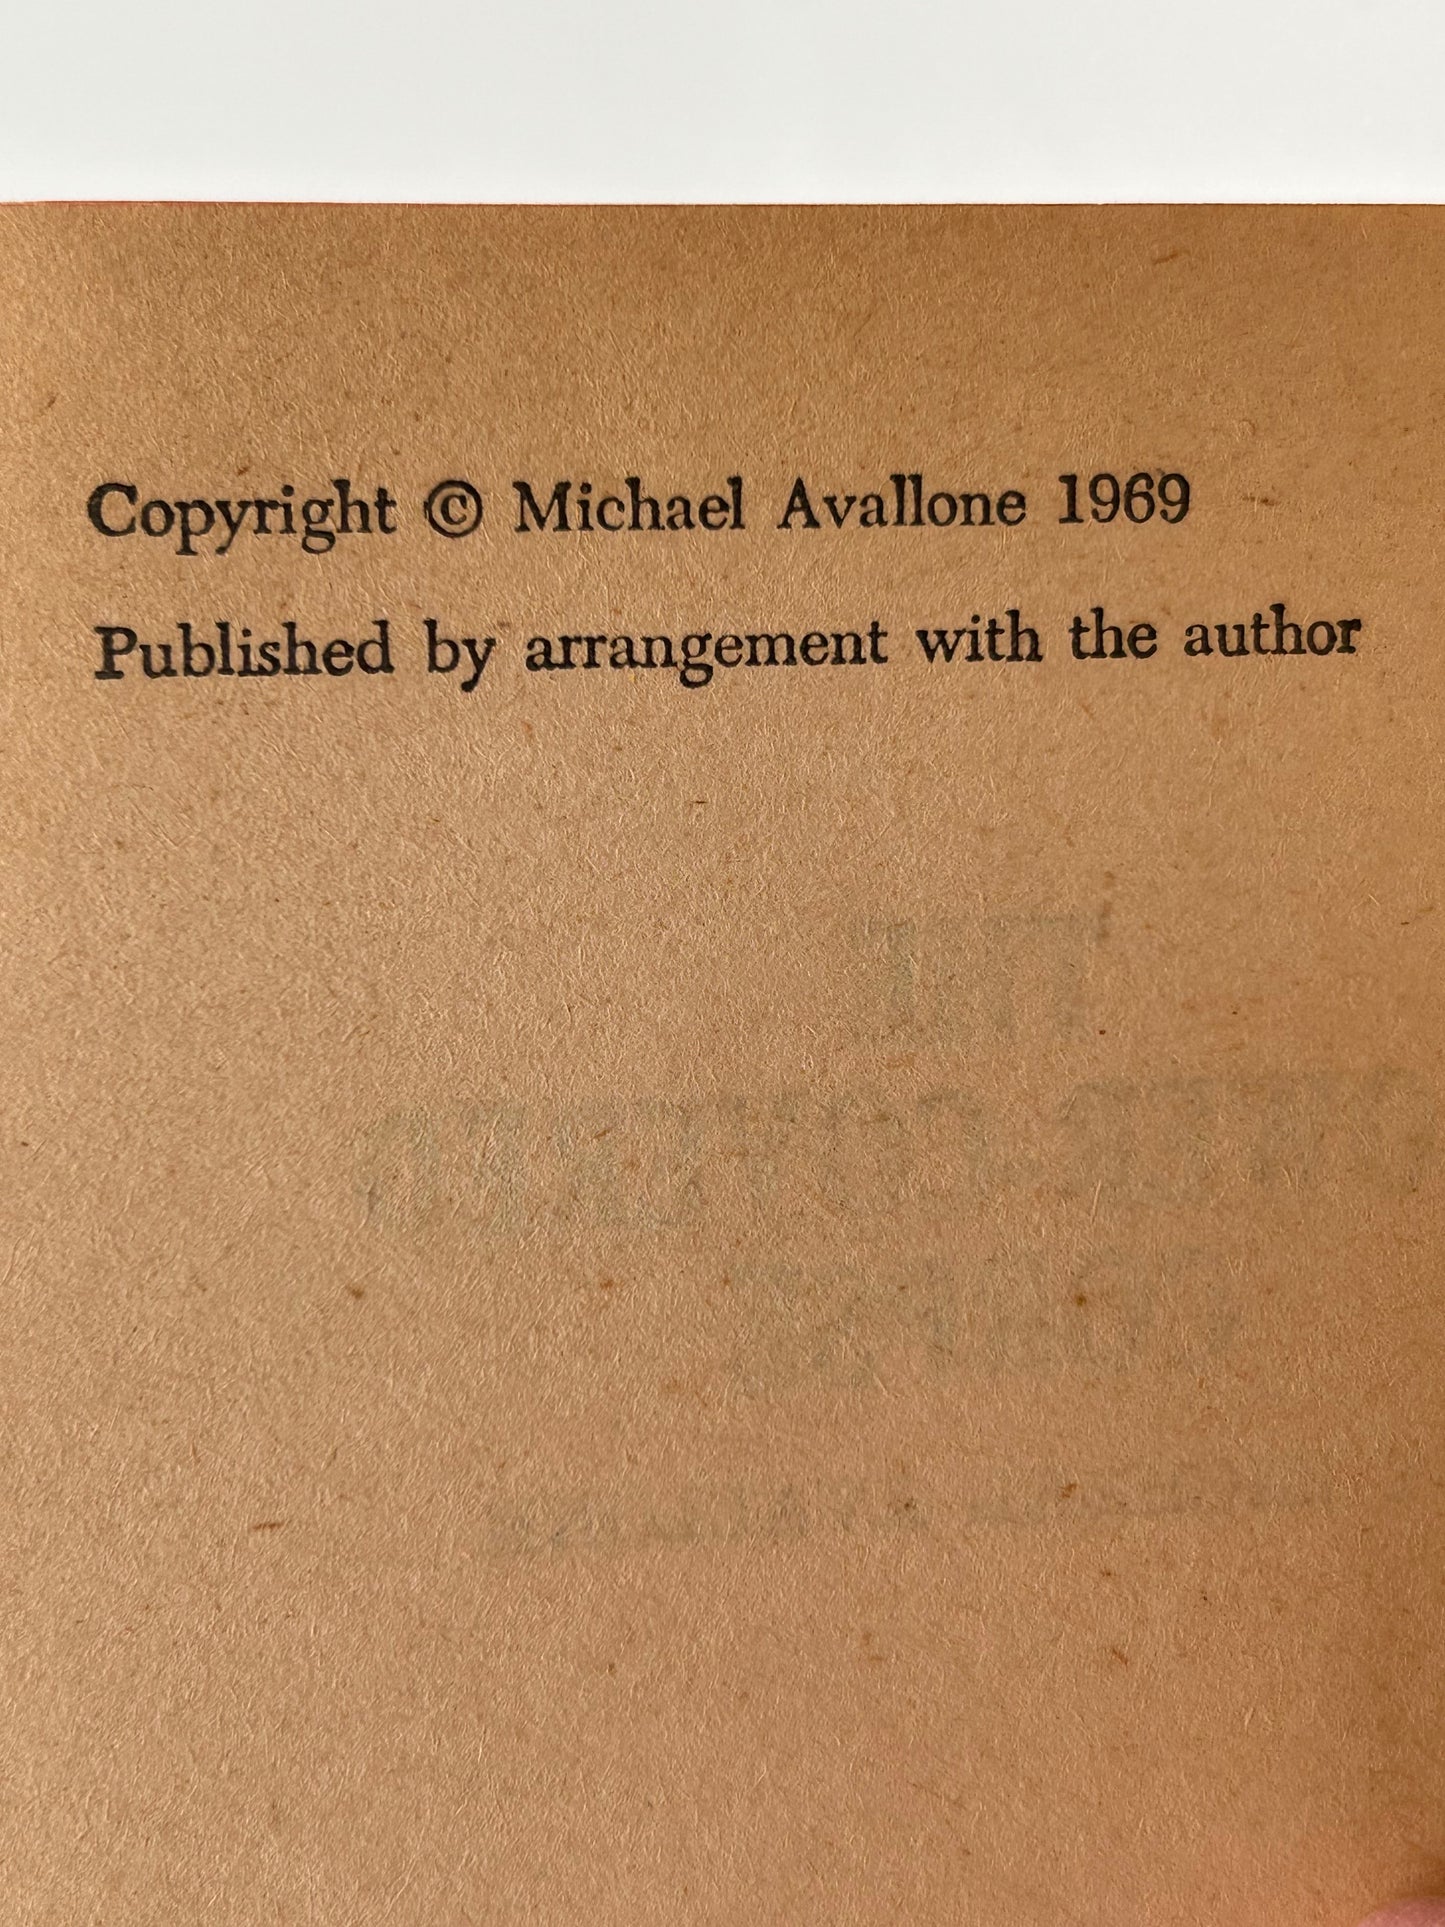 Copyright © Michael Avallone 1969
Published by arrangement with the author